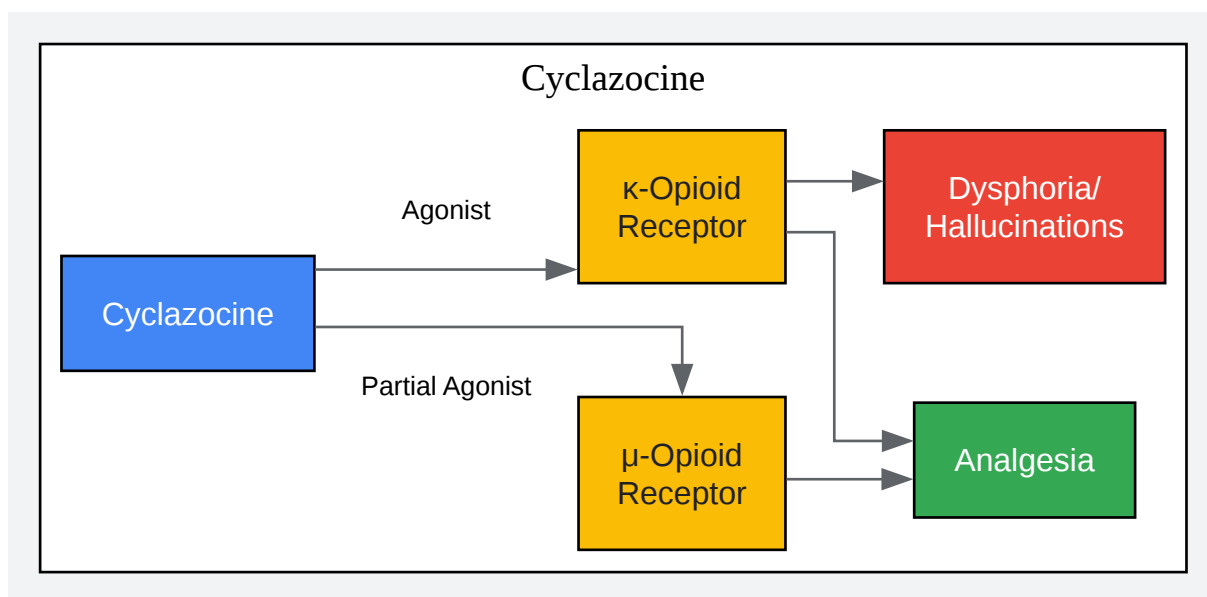 Cyclazocine
Agonist
κ-Opioid
Receptor
Dysphoria/
Hallucinations
Cyclazocine
Partial Agonist
μ-Opioid
Receptor
Analgesia